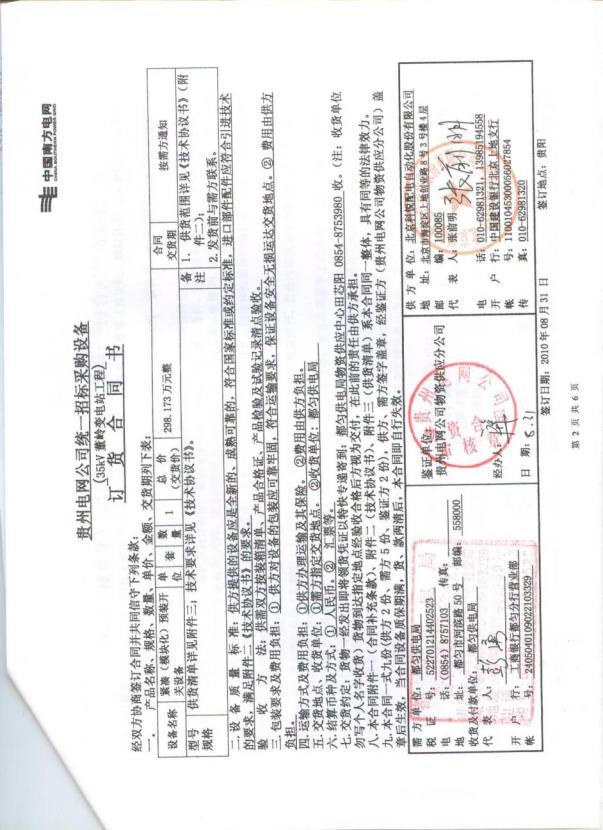 中国南方电网
贵州电网公司统一招标采购设备
(35kV 董岭变电站工程)
订 货 合 同 书
经双方协商签订合同并共同信守下列条款:
一、 产品名称、规格、数量、单价、金额、交货期列下表:
设备名称 紧凑（模块化）预装开关设备 单位 套 数量 1 总 价 (交货价) 298.173 万元整 合同交货期 按需方通知
型号规格 供货清单详见附件三; 技术要求详见《技术协议书》。 备注 1. 供货范围详见《技术协议书》(附件二);
2. 发货前与需方联系。
二、设 备 质 量 标 准: 供方提供的设备应是全新的、成熟可靠的，符合国家标准或约定标准，进口部件配件应符合引进技术
的要求，满足附件二《技术协议书》的要求。
验 收 方 法: 供需双方按装箱清单、产品合格证、产品检验及试验记录清点验收。
三、包装要求及费用负担: ① 供方对设备的包装应可靠牢固，符合运输要求，保证设备安全无损运达交货地点。② 费用由供方
负担。
四、运输方式及费用负担: ①供方办理运输及其保险。 ②费用由供方负担。
五、交货地点、收货单位: ①需方指定交货地点。 ②收货单位: 都匀供电局
六、结算币种及方式: ① 人民币。② 汇票等。
七、交货约定: 货物一经发出即将领货凭证以特快专递寄到: 都匀供电局物资供应中心田芯阳 0854-8753980 收。(注: 收货单位
勿写个人名字收货) 货物到达指定地点经验收合格后方视为交付，在此前的责任由供方承担。
八、本合同附件一（合同补充条款）、附件二（技术协议书）、附件三（供货清单）系本合同同一整体，具有同等的法律效力。
九、本合同一式九份(供方 2 份、需方 5 份、鉴证方 2 份)，供方、需方签字盖章，经鉴证方（贵州电网公司物资供应分公司）盖
章后生效；当合同设备质保期满，货、款两清后，本合同即自行失效。
需 方 单 位: 都匀供电局
税 证 号: 522701214402523
电 话: (0854) 8757103 传真:
地 址: 都匀市河滨路 50 号 邮编: 558000
收货及付款单位: 都匀供电局
代 表 人:
开 户 行: 工商银行都匀分行营业部
帐 号: 2405040109022103329
鉴证单位:
贵州电网公司物资供应分公司
经办人:
日 期: 8.31
供 方 单 位: 北京科锐配电自动化股份有限公司
地 址: 北京市海淀区上地创业路 8 号 3 号楼 4 层
邮 编: 100085
代 表 人: 张前明
电 话: 010-62981321, 13985194558
开 户 行: 中国建设银行北京上地支行
帐 号: 11001045300056027854
传 真: 010-62981320
签订日期: 2010 年 08 月 31 日 签订地点: 贵阳
第 2 页 共 6 页